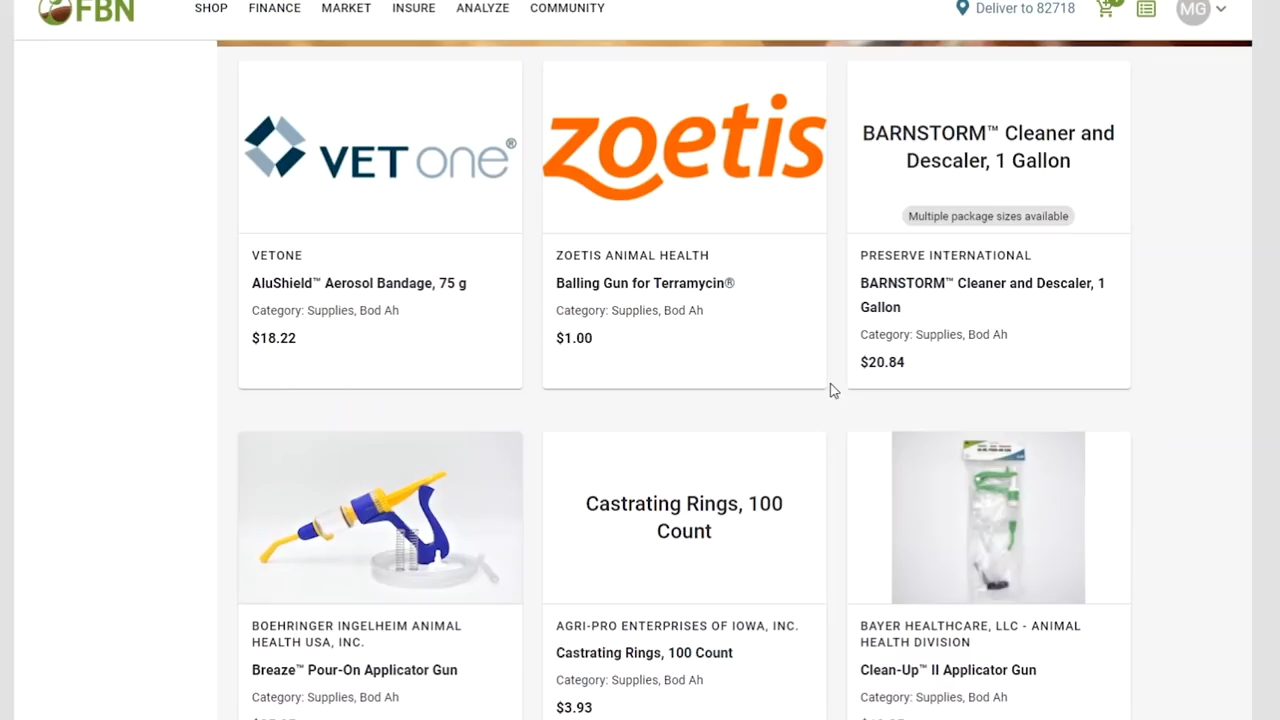 FBN
SHOP FINANCE MARKET INSURE ANALYZE COMMUNITY
Deliver to 82718
MG
VET one®
zoetis
BARNSTORM™ Cleaner and
Descaler, 1 Gallon
Multiple package sizes available
VETONE
AluShield™ Aerosol Bandage, 75 g
Category: Supplies, Bod Ah
$18.22
ZOETIS ANIMAL HEALTH
Balling Gun for Terramycin®
Category: Supplies, Bod Ah
$1.00
PRESERVE INTERNATIONAL
BARNSTORM™ Cleaner and Descaler, 1
Gallon
Category: Supplies, Bod Ah
$20.84
Castrating Rings, 100
Count
BOEHRINGER INGELHEIM ANIMAL
HEALTH USA, INC.
Breaze™ Pour-On Applicator Gun
Category: Supplies, Bod Ah
AGRI-PRO ENTERPRISES OF IOWA, INC.
Castrating Rings, 100 Count
Category: Supplies, Bod Ah
$3.93
BAYER HEALTHCARE, LLC - ANIMAL
HEALTH DIVISION
Clean-Up™ II Applicator Gun
Category: Supplies, Bod Ah